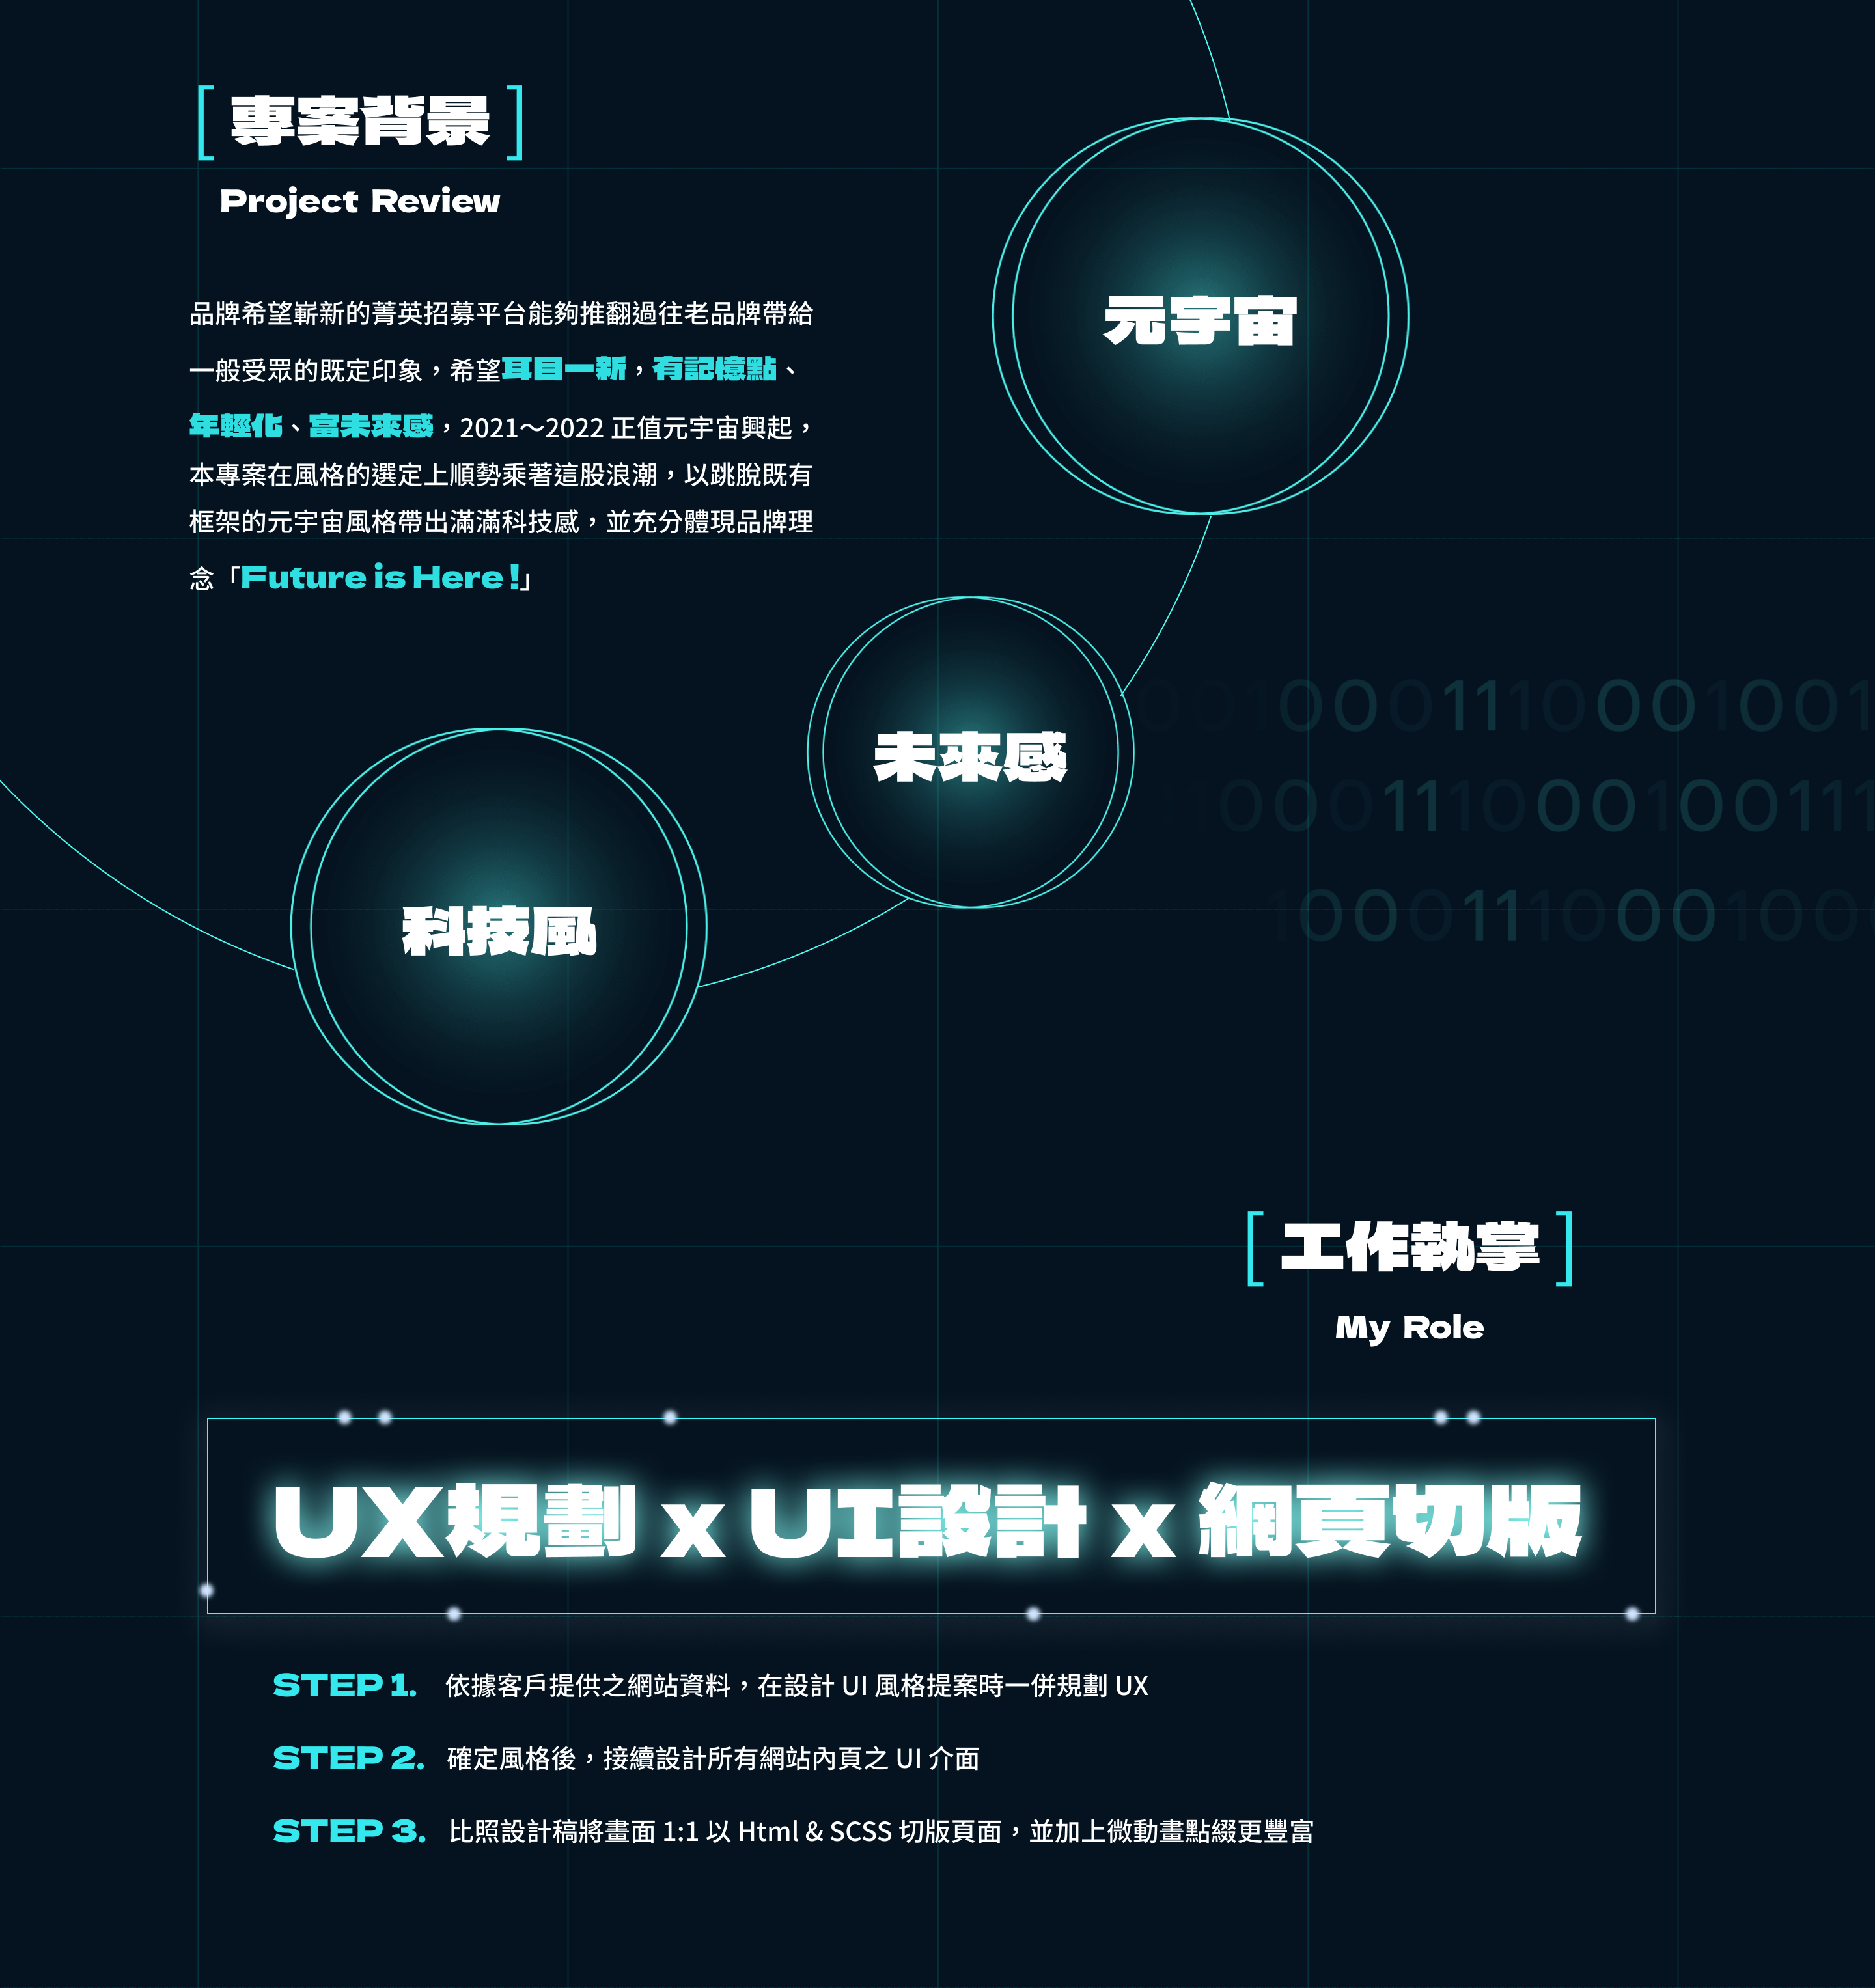 [ 專案背景 ]
Project Review
品牌希望嶄新的菁英招募平台能夠推翻過往老品牌帶給
一般受眾的既定印象，希望耳目一新，有記憶點、
年輕化、富未來感，2021～2022 正值元宇宙興起，
本專案在風格的選定上順勢乘著這股浪潮，以跳脫既有
框架的元宇宙風格帶出滿滿科技感，並充分體現品牌理
念「Future is Here !」
元宇宙
未來感
科技風
0010001110001001
1000111000100111
1000111000100
[ 工作執掌 ]
My Role
UX規劃 x UI設計 x 網頁切版
STEP 1. 依據客戶提供之網站資料，在設計 UI 風格提案時一併規劃 UX
STEP 2. 確定風格後，接續設計所有網站內頁之 UI 介面
STEP 3. 比照設計稿將畫面 1:1 以 Html & SCSS 切版頁面，並加上微動畫點綴更豐富